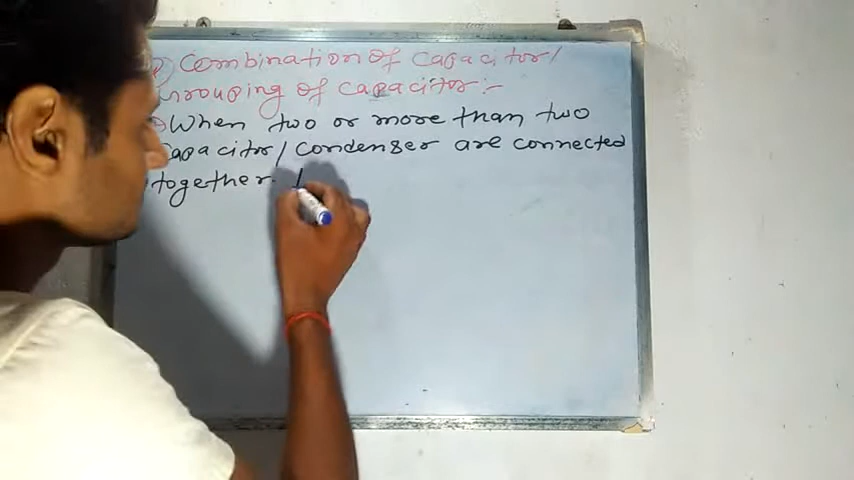 Combination of Capacitor/
Grouping of capacitor :-
When two or more than two
capacitor/condenser are connected
together.